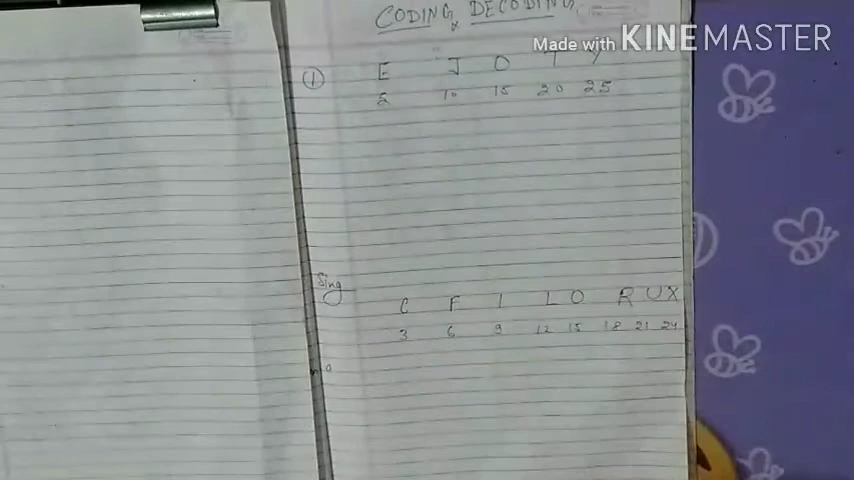 CODING & DECODING
Made with KINEMASTER
① E J O T Y
5 10 15 20 25
Sing
C F I L O R U X
3 6 9 12 15 18 21 24